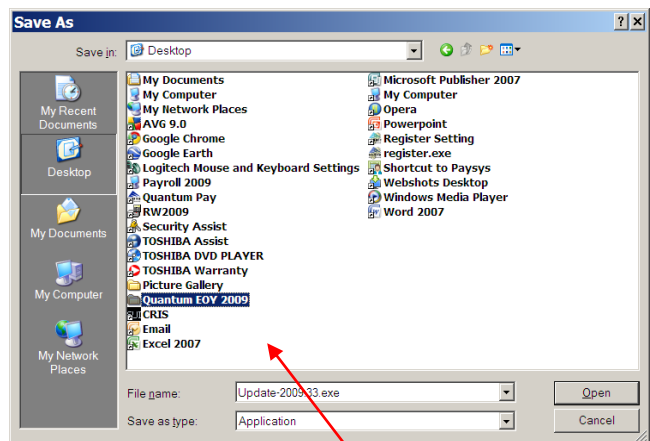 Save As
Save in:
Desktop
My Recent
Documents
Desktop
My Documents
My Computer
My Network
Places
My Documents
My Computer
My Network Places
AVG 9.0
Google Chrome
Google Earth
Logitech Mouse and Keyboard Settings
Payroll 2009
Quantum Pay
RW2009
Security Assist
TOSHIBA Assist
TOSHIBA DVD PLAYER
TOSHIBA Warranty
Picture Gallery
Quantum EOY 2009
CRIS
Email
Excel 2007
Microsoft Publisher 2007
My Computer
Opera
Powerpoint
Register Setting
register.exe
Shortcut to Paysys
Webshots Desktop
Windows Media Player
Word 2007
File name:
Update-2009.33.exe
Open
Save as type:
Application
Cancel